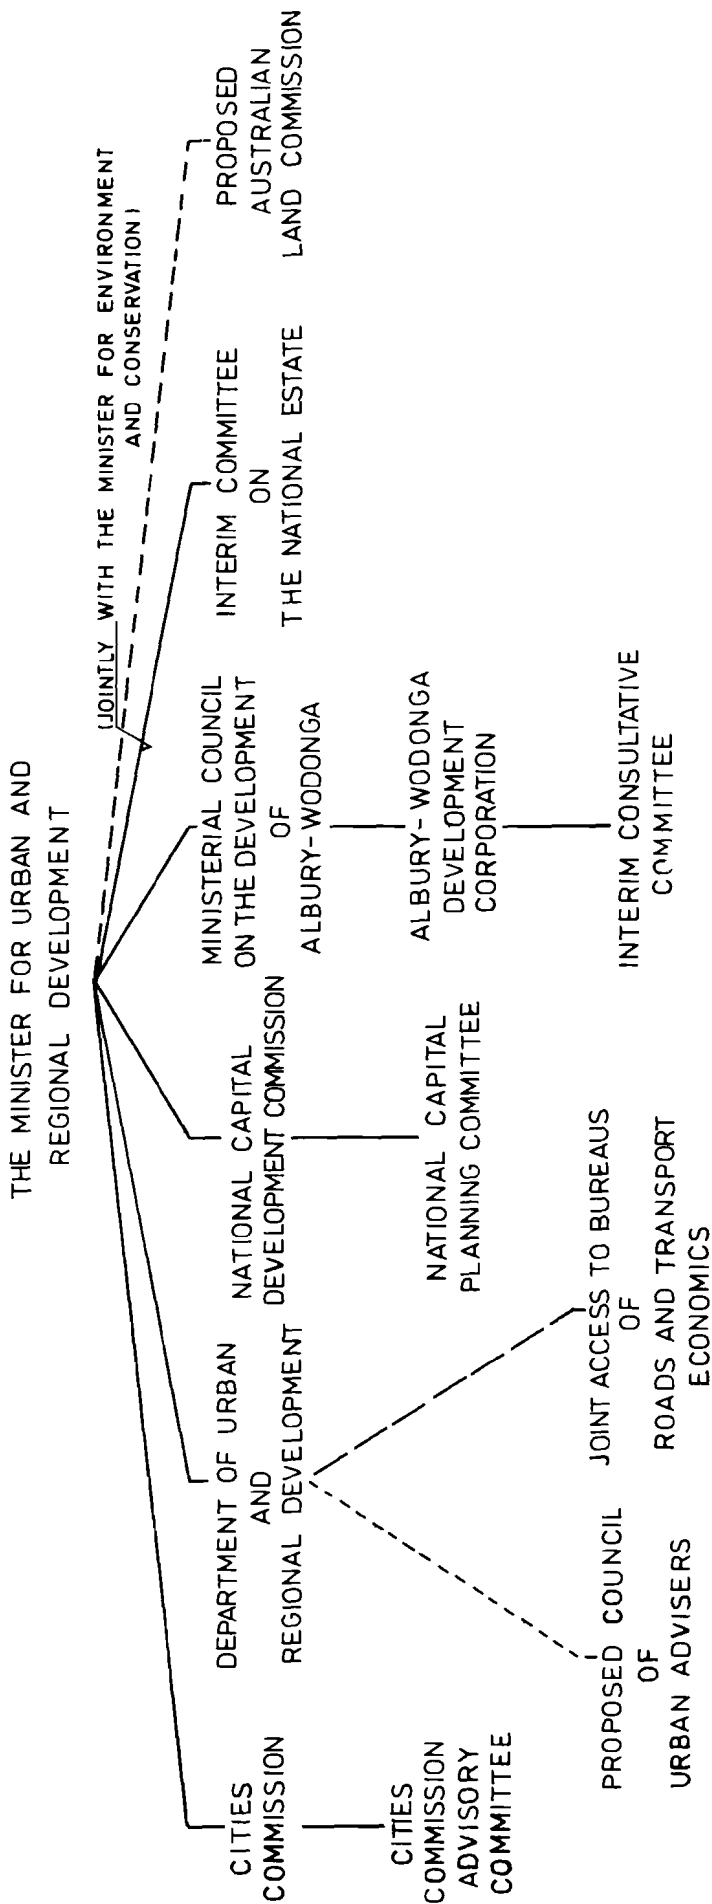 THE MINISTER FOR URBAN AND
REGIONAL DEVELOPMENT
(JOINTLY WITH THE MINISTER FOR ENVIRONMENT
AND CONSERVATION)
CITIES
COMMISSION
CITIES
COMMISSION
ADVISORY
COMMITTEE
DEPARTMENT OF URBAN
AND
REGIONAL DEVELOPMENT
PROPOSED COUNCIL
OF
URBAN ADVISERS
JOINT ACCESS TO BUREAUS
OF
ROADS AND TRANSPORT
ECONOMICS
NATIONAL CAPITAL
DEVELOPMENT COMMISSION
NATIONAL CAPITAL
PLANNING COMMITTEE
MINISTERIAL COUNCIL
ON THE DEVELOPMENT
OF
ALBURY-WODONGA
ALBURY-WODONGA
DEVELOPMENT
CORPORATION
INTERIM CONSULTATIVE
COMMITTEE
INTERIM COMMITTEE
ON
THE NATIONAL ESTATE
PROPOSED
AUSTRALIAN
LAND COMMISSION